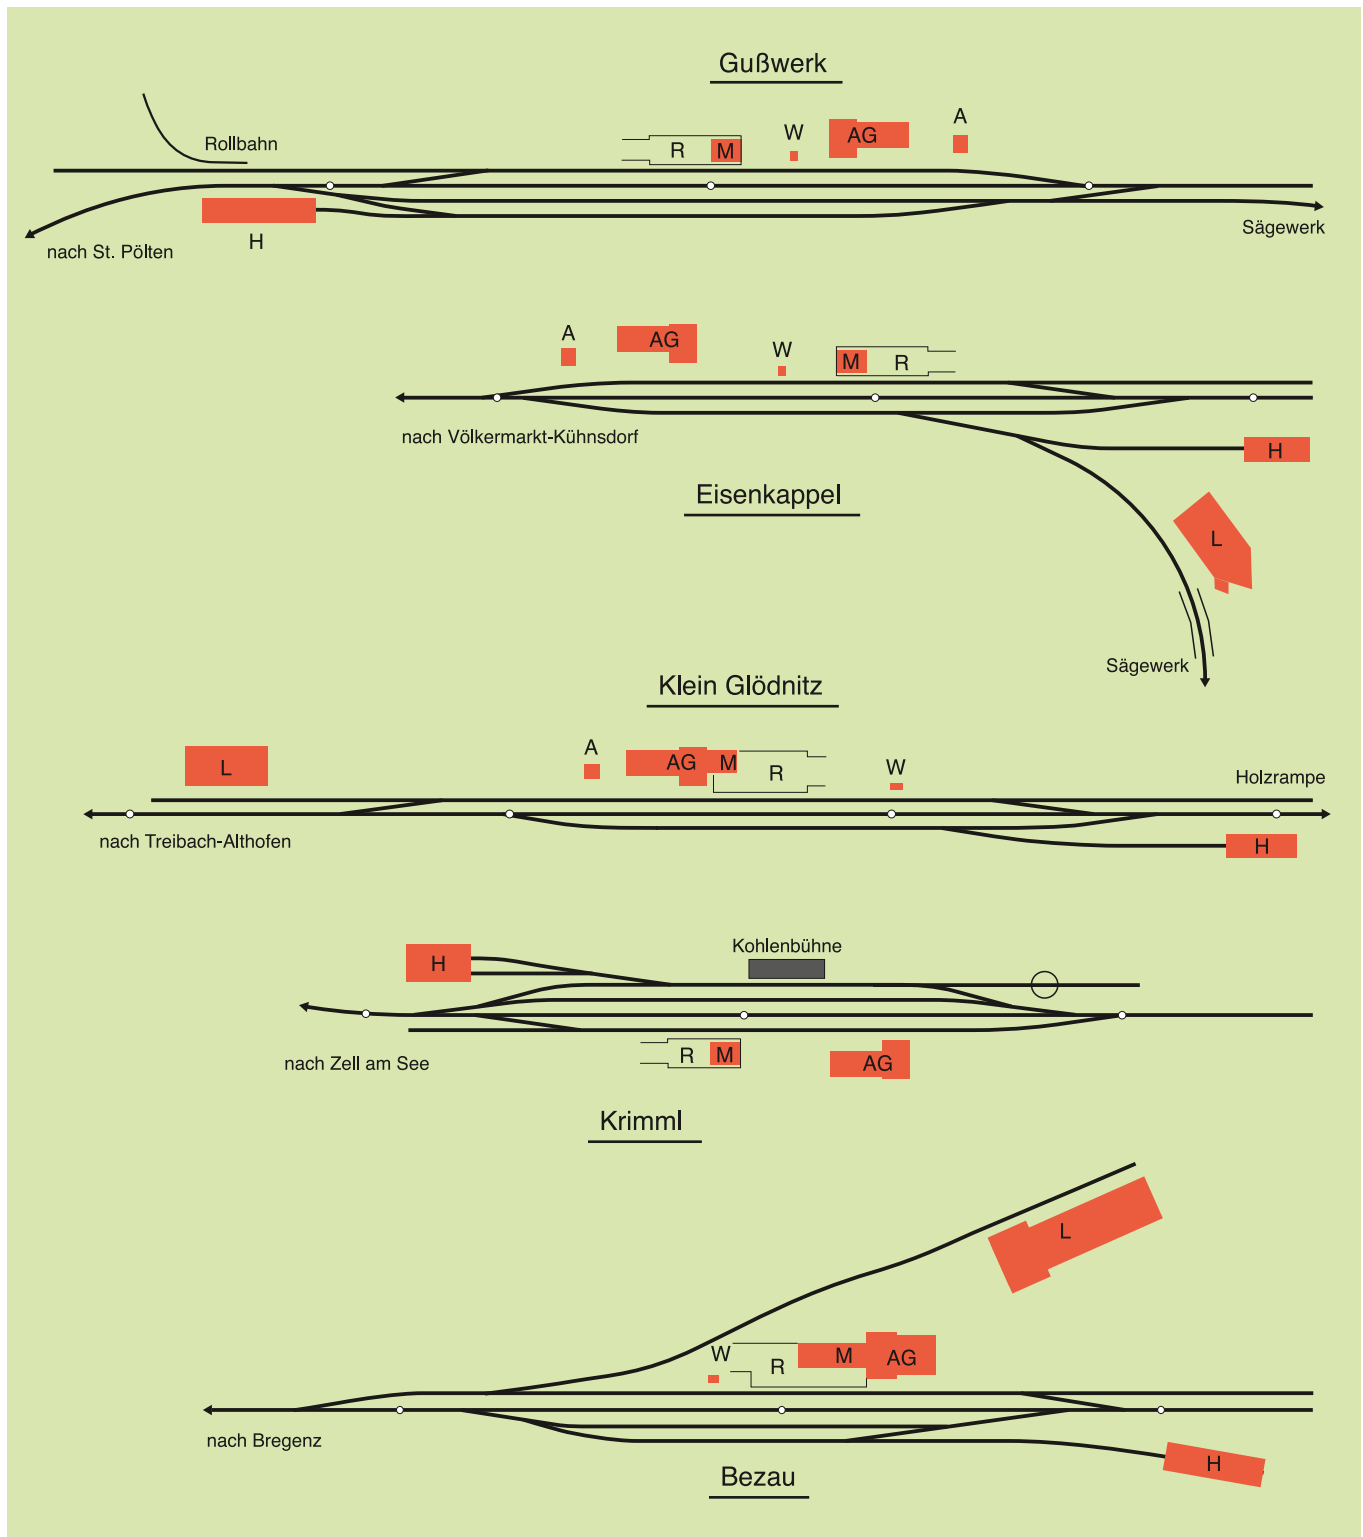 Gußwerk
Rollbahn
R
M
W
AG
A
nach St. Pölten
H
Sägewerk
A
AG
W
M
R
nach Völkermarkt-Kühnsdorf
H
Eisenkappel
L
Sägewerk
Klein Glödnitz
L
A
AG
M
R
W
Holzrampe
nach Treibach-Althofen
H
H
Kohlenbühne
nach Zell am See
R
M
AG
Krimml
L
W
R
M
AG
nach Bregenz
H
Bezau